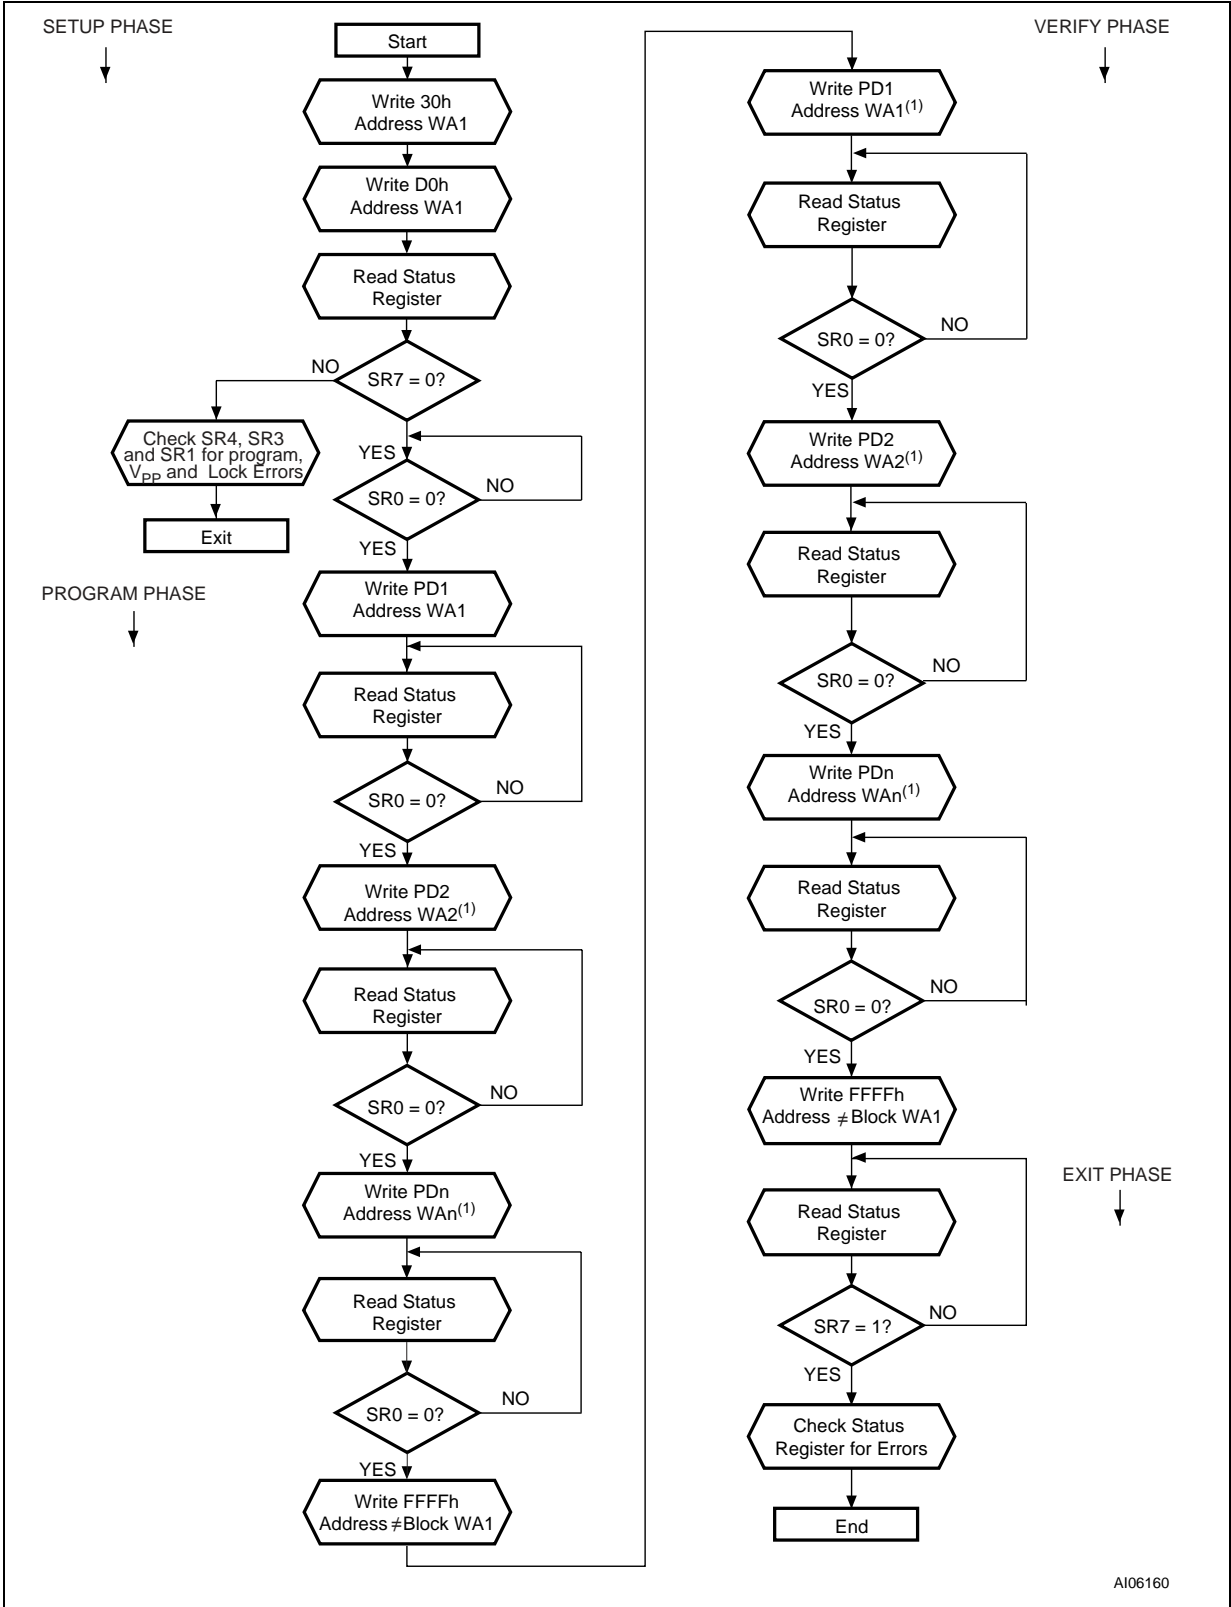 SETUP PHASE
Start
Write 30h
Address WA1
Write D0h
Address WA1
Read Status
Register
SR7 = 0?
NO
Check SR4, SR3
and SR1 for program,
VPP and Lock Errors
Exit
YES
SR0 = 0?
NO
YES
PROGRAM PHASE
Write PD1
Address WA1
Read Status
Register
SR0 = 0?
NO
YES
Write PD2
Address WA2(1)
Read Status
Register
SR0 = 0?
NO
YES
Write PDn
Address WAn(1)
Read Status
Register
SR0 = 0?
NO
YES
Write FFFFh
Address ≠Block WA1
VERIFY PHASE
Write PD1
Address WA1(1)
Read Status
Register
SR0 = 0?
NO
YES
Write PD2
Address WA2(1)
Read Status
Register
SR0 = 0?
NO
YES
Write PDn
Address WAn(1)
Read Status
Register
SR0 = 0?
NO
YES
Write FFFFh
Address ≠Block WA1
EXIT PHASE
Read Status
Register
SR7 = 1?
NO
YES
Check Status
Register for Errors
End
AI06160